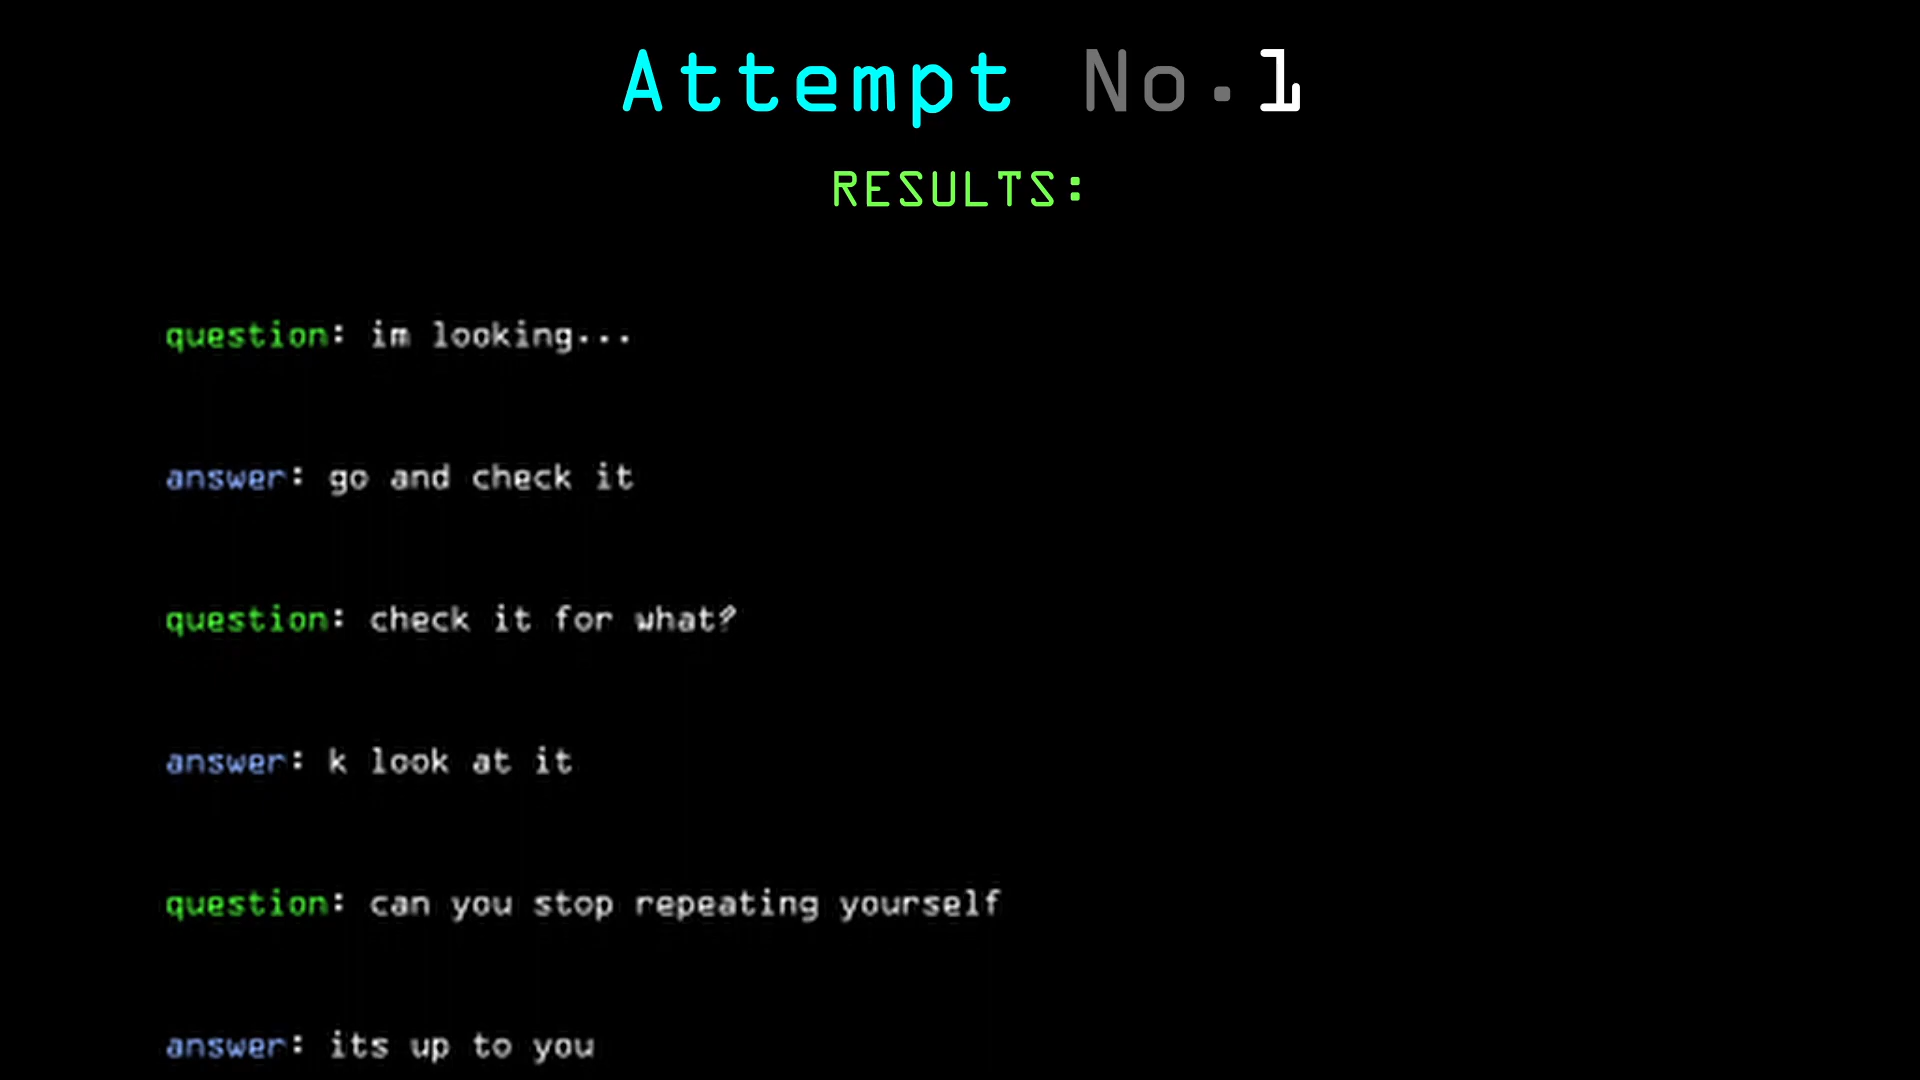 Attempt No.1
RESULTS:
question: im looking...
answer: go and check it
question: check it for what?
answer: k look at it
question: can you stop repeating yourself
answer: its up to you